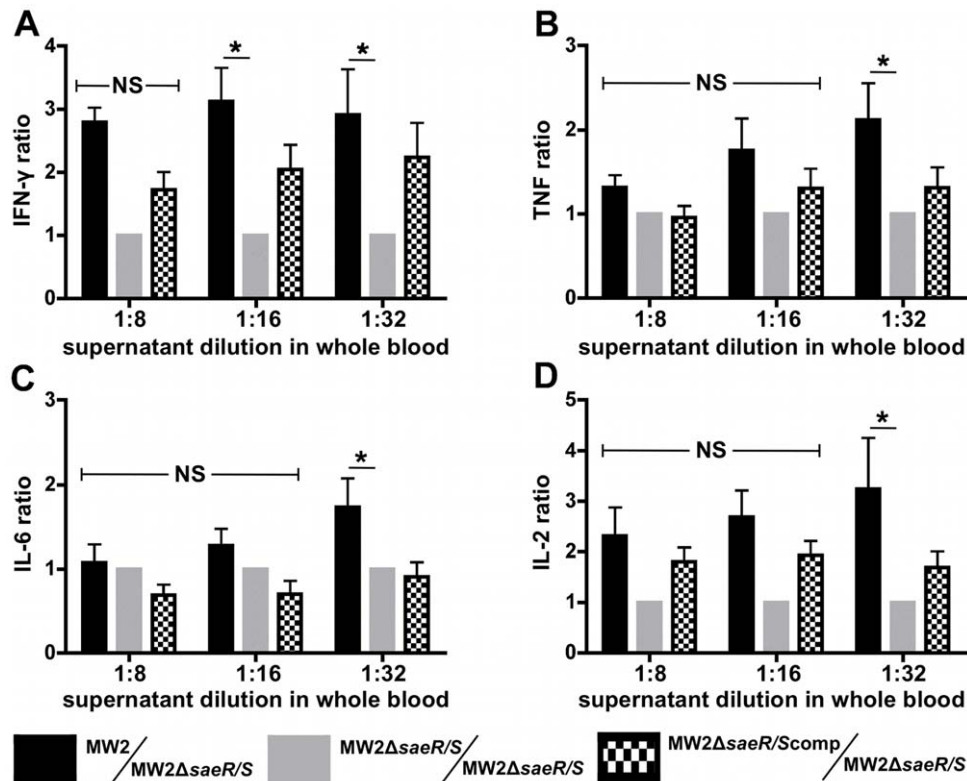 A
IFN-γ ratio
4
3
2
1
0
NS
*
*
1:8 1:16 1:32
supernatant dilution in whole blood
B
TNF ratio
3
2
1
0
NS
*
1:8 1:16 1:32
supernatant dilution in whole blood
C
IL-6 ratio
3
2
1
0
NS
*
1:8 1:16 1:32
supernatant dilution in whole blood
D
IL-2 ratio
5
4
3
2
1
0
NS
*
1:8 1:16 1:32
supernatant dilution in whole blood
MW2/MW2ΔsaeR/S
MW2ΔsaeR/S/MW2ΔsaeR/S
MW2ΔsaeR/Scomp/MW2ΔsaeR/S